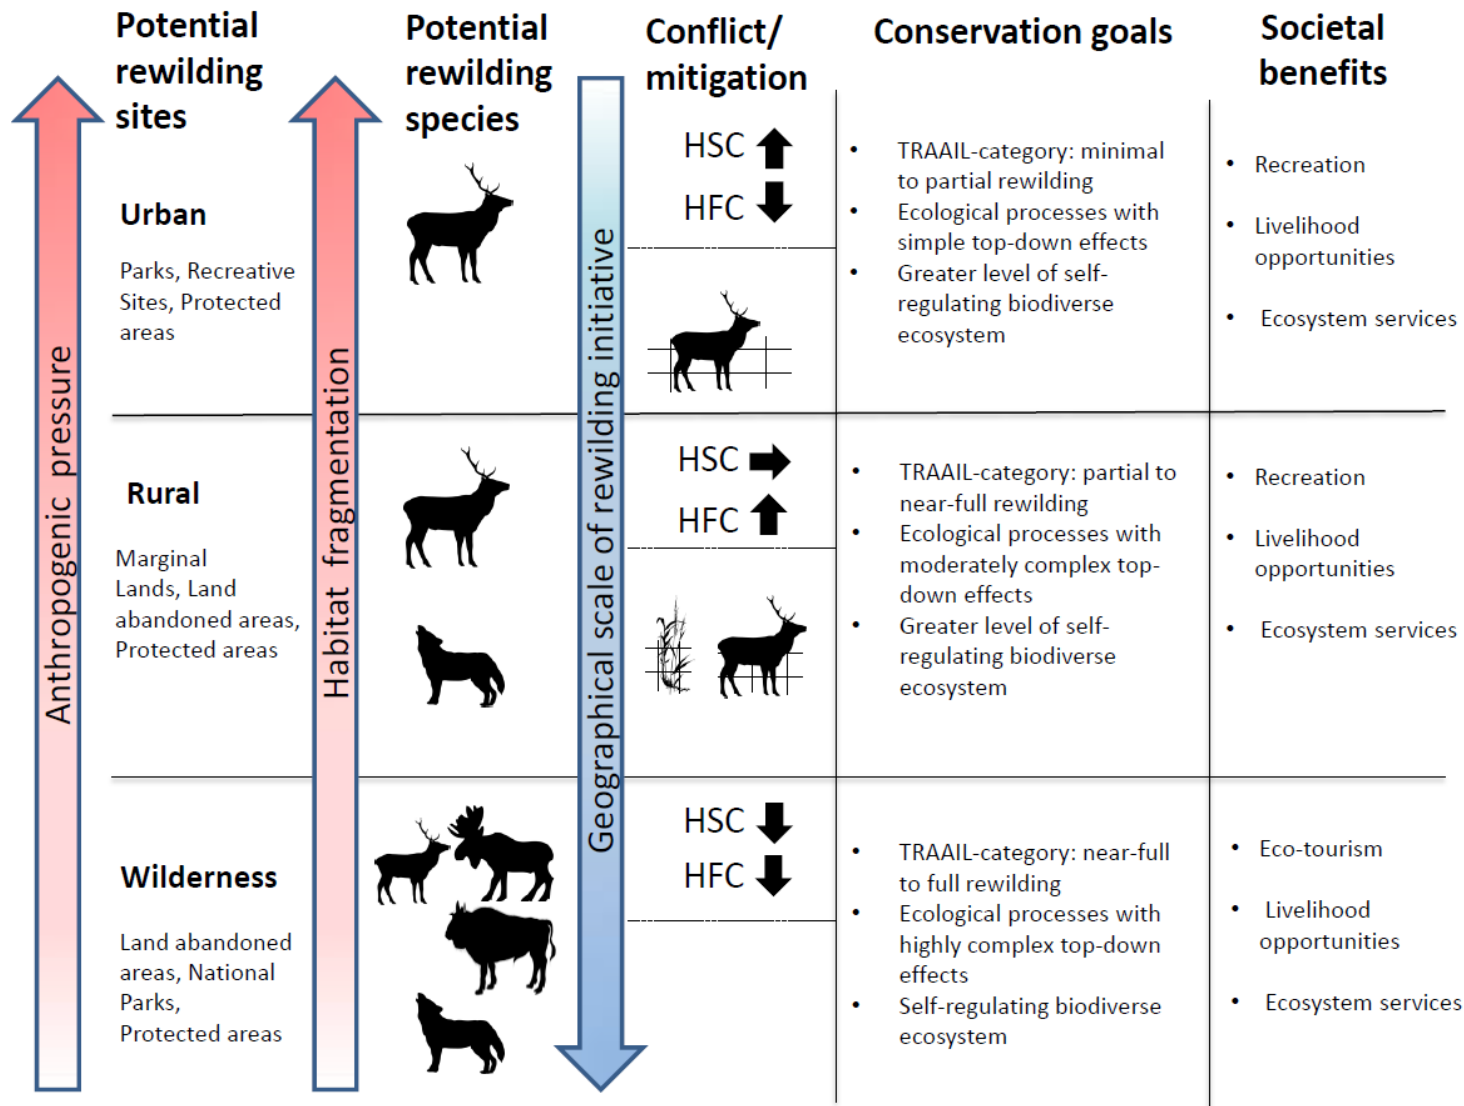 Potential
rewilding
sites
Potential
rewilding
species
Conflict/
mitigation
Conservation goals
Societal
benefits
Anthropogenic pressure
Habitat fragmentation
Geographical scale of rewilding initiative
Urban
Parks, Recreative
Sites, Protected
areas
HSC
HFC
• TRAAIL-category: minimal
to partial rewilding
• Ecological processes with
simple top-down effects
• Greater level of self-
regulating biodiverse
ecosystem
• Recreation
• Livelihood
opportunities
• Ecosystem services
Rural
Marginal
Lands, Land
abandoned areas,
Protected areas
HSC
HFC
• TRAAIL-category: partial to
near-full rewilding
• Ecological processes with
moderately complex top-
down effects
• Greater level of self-
regulating biodiverse
ecosystem
• Recreation
• Livelihood
opportunities
• Ecosystem services
Wilderness
Land abandoned
areas, National
Parks,
Protected areas
HSC
HFC
• TRAAIL-category: near-full
to full rewilding
• Ecological processes with
highly complex top-down
effects
• Self-regulating biodiverse
ecosystem
• Eco-tourism
• Livelihood
opportunities
• Ecosystem services